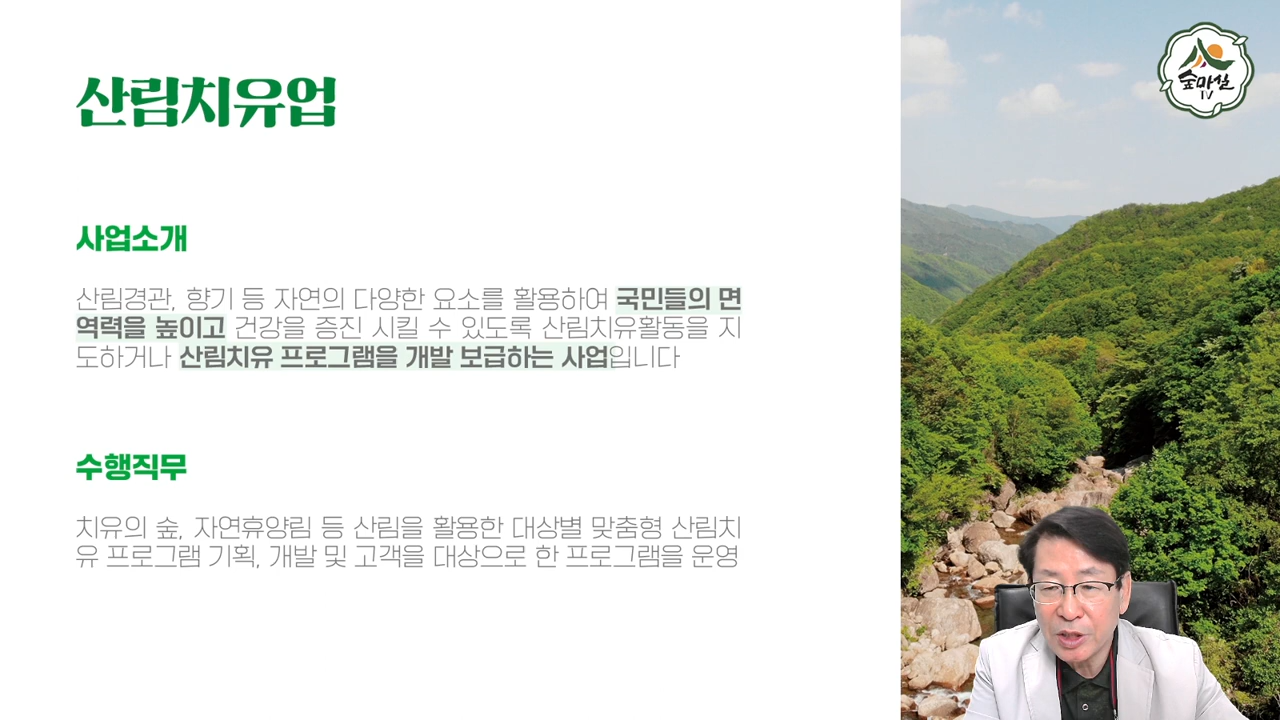 산림치유업
숲마실
TV
사업소개
산림경관, 향기 등 자연의 다양한 요소를 활용하여 국민들의 면
역력을 높이고 건강을 증진 시킬 수 있도록 산림치유활동을 지
도하거나 산림치유 프로그램을 개발 보급하는 사업입니다
수행직무
치유의 숲, 자연휴양림 등 산림을 활용한 대상별 맞춤형 산림치
유 프로그램 기획, 개발 및 고객을 대상으로 한 프로그램을 운영